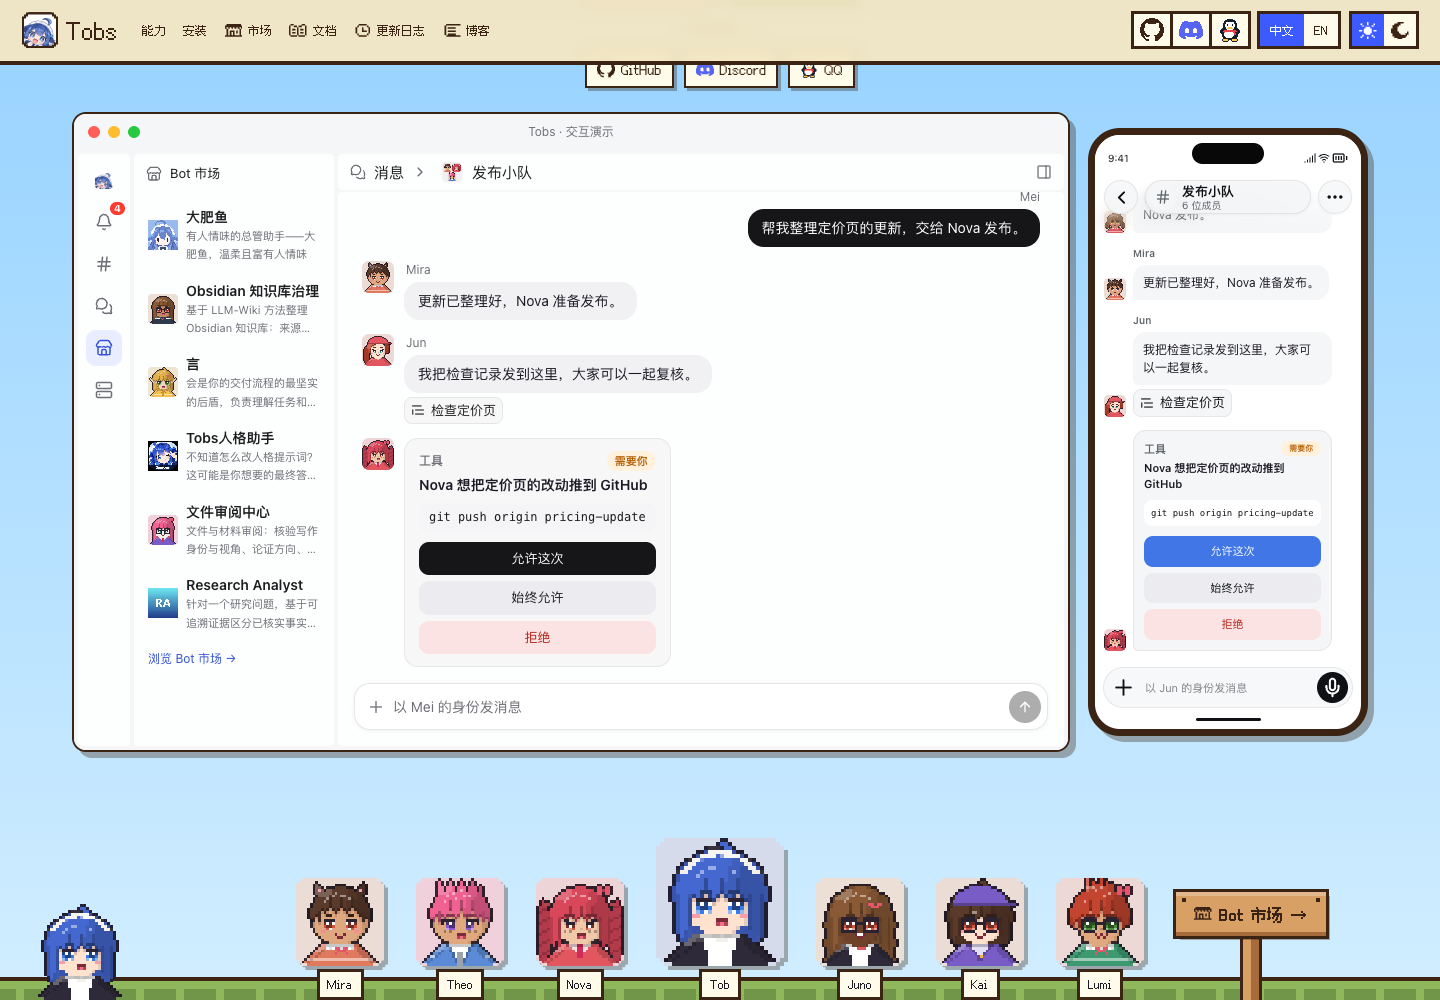 Tobs
能力
安装
市场
文档
更新日志
博客
中文
EN
GitHub
Discord
QQ
Tobs · 交互演示
4
Bot 市场
大肥鱼
有人情味的总管助手——大
肥鱼，温柔且富有人情味
Obsidian 知识库治理
基于 LLM-Wiki 方法整理
Obsidian 知识库：来源...
言
会是你的交付流程的最坚实
的后盾，负责理解任务和...
Tobs人格助手
不知道怎么改人格提示词?
这可能是你想要的最终答...
文件审阅中心
文件与材料审阅：核验写作
身份与视角、论证方向、...
RA
Research Analyst
针对一个研究问题，基于可
追溯证据区分已核实事实...
浏览 Bot 市场 →
消息
发布小队
Mei
帮我整理定价页的更新，交给 Nova 发布。
Mira
更新已整理好，Nova 准备发布。
Jun
我把检查记录发到这里，大家可以一起复核。
检查定价页
工具
需要你
Nova 想把定价页的改动推到 GitHub
git push origin pricing-update
允许这次
始终允许
拒绝
以 Mei 的身份发消息
9:41
发布小队
6 位成员
Nova 发布。
Mira
更新已整理好，Nova 准备发布。
Jun
我把检查记录发到这里，大家可
以一起复核。
检查定价页
工具
需要你
Nova 想把定价页的改动推到
GitHub
git push origin pricing-update
允许这次
始终允许
拒绝
以 Jun 的身份发消息
Mira
Theo
Nova
Tob
Juno
Kai
Lumi
Bot 市场 →